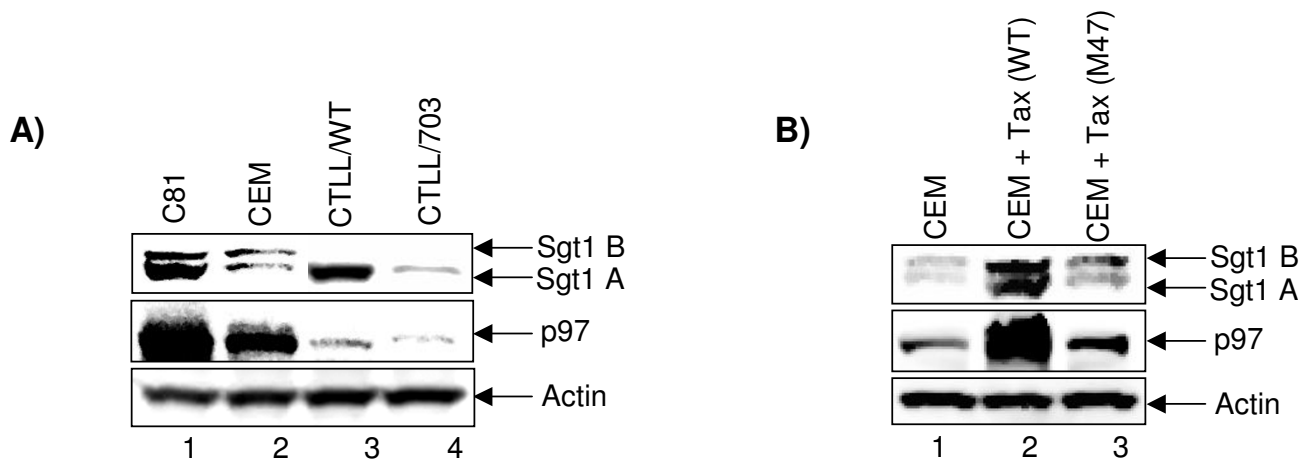 A)
C81
CEM
CTLL/WT
CTLL/703
Sgt1 B
Sgt1 A
p97
Actin
1 2 3 4
B)
CEM
CEM + Tax (WT)
CEM + Tax (M47)
Sgt1 B
Sgt1 A
p97
Actin
1 2 3